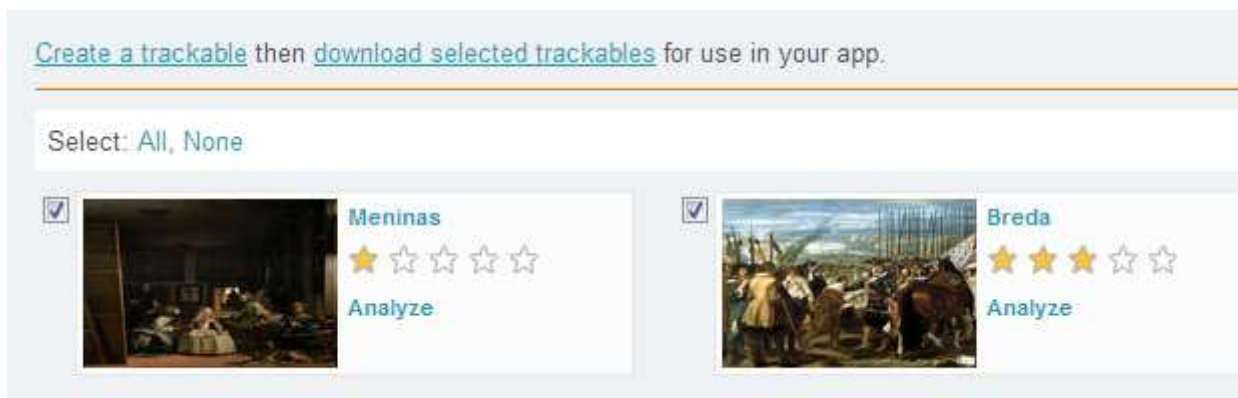 Create a trackable then download selected trackables for use in your app.
Select: All, None
Meninas
Analyze
Breda
Analyze